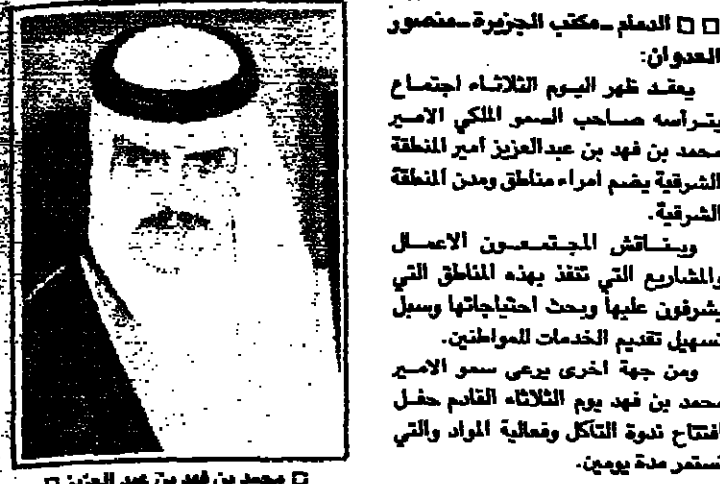 □ □ الدمام ـ مكتب الجزيرة ـ منصور
العدوان:
يعقد ظهر اليوم الثلاثاء اجتماع
يترأسه صاحب السمو الملكي الامير
محمد بن فهد بن عبدالعزيز أمير المنطقة
الشرقية يضم امراء مناطق ومدن المنطقة
الشرقية.
ويناقش المجتمعون الاعمال
والمشاريع التي تنفذ بهذه المناطق التي
يشرفون عليها وبحث احتياجاتها وسبل
تسهيل تقديم الخدمات للمواطنين.
ومن جهة اخرى يرعى سمو الامير
محمد بن فهد يوم الثلاثاء القادم حفل
افتتاح ندوة التآكل وفعالية المواد والتي
تستمر مدة يومين.
□ محمد بن فهد بن عبد العزيز □